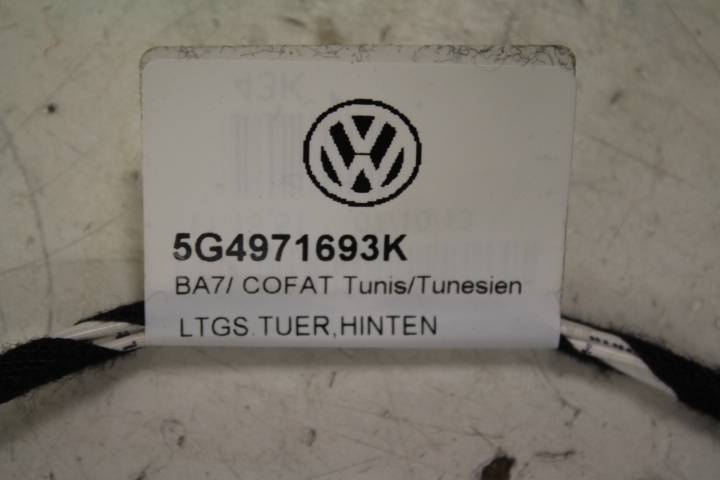 5G4971693K
BA7/ COFAT Tunis/Tunesien
LTGS.TUER,HINTEN